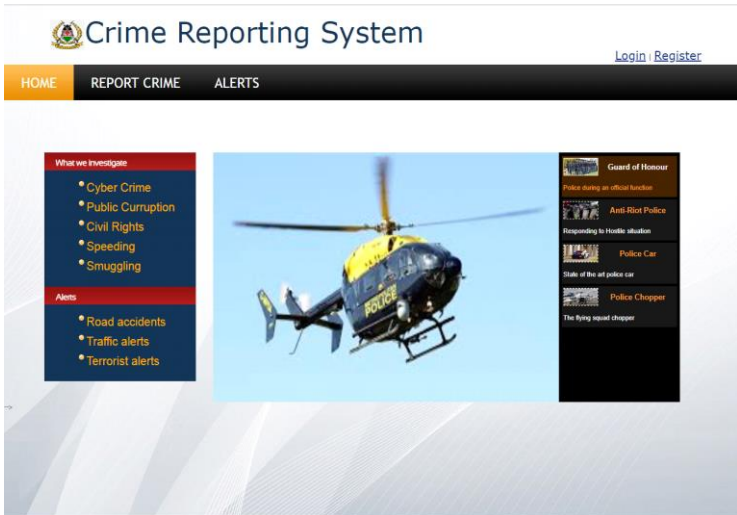 Crime Reporting System
Login | Register
HOME REPORT CRIME ALERTS
What we Investigate
Cyber Crime
Public Curruption
Civil Rights
Speeding
Smuggling
Alerts
Road accidents
Traffic alerts
Terrorist alerts
POLICE
Guard of Honour
Police during an official function
Anti-Riot Police
Responding to Hostile situation
Police Car
State of the art police car
Police Chopper
The flying squad chopper
-->